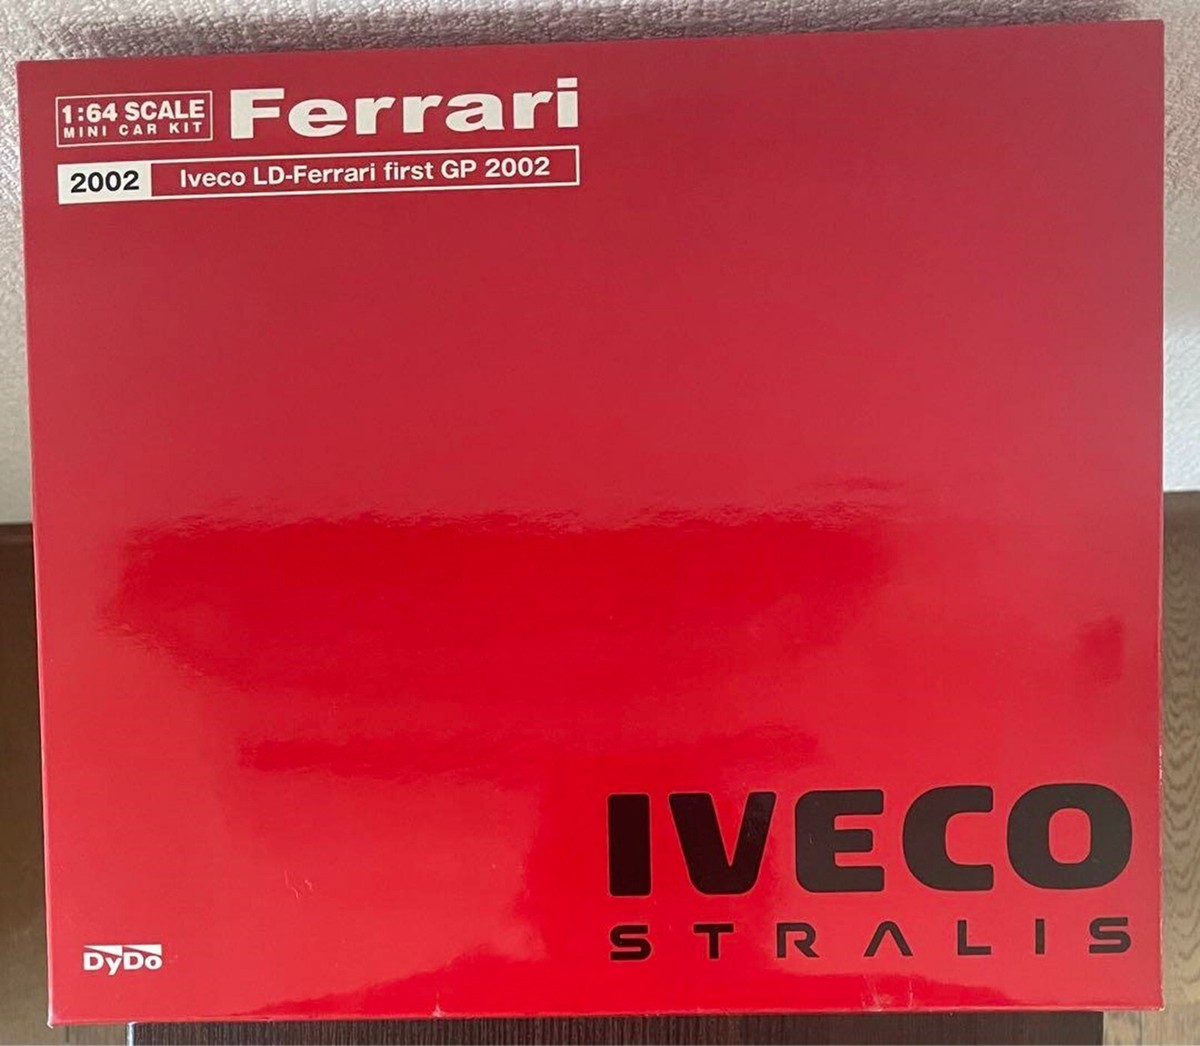 1:64 SCALE
MINI CAR KIT
Ferrari
2002
Iveco LD-Ferrari first GP 2002
IVECO
STRALIS
DyDo